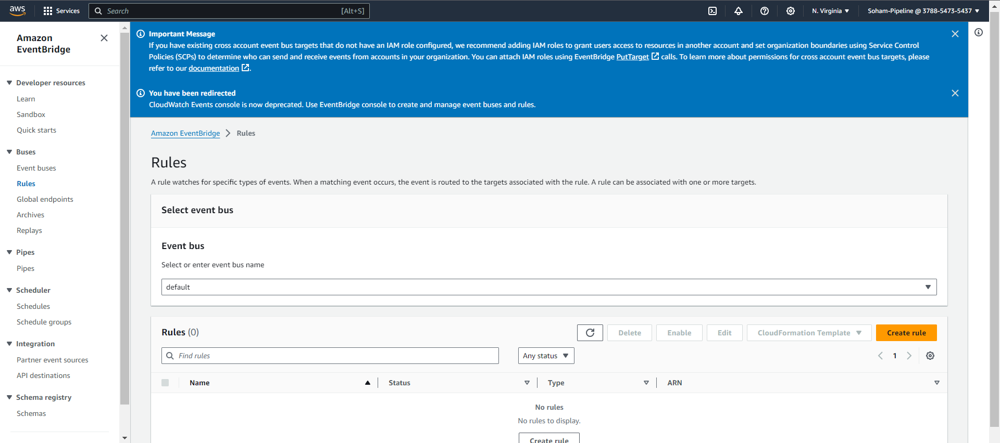 aws
Services
Search
[Alt+S]
N. Virginia
Soham-Pipeline @ 3788-5473-5437
Amazon
EventBridge
Developer resources
Learn
Sandbox
Quick starts
Buses
Event buses
Rules
Global endpoints
Archives
Replays
Pipes
Pipes
Scheduler
Schedules
Schedule groups
Integration
Partner event sources
API destinations
Schema registry
Schemas
Important Message
If you have existing cross account event bus targets that do not have an IAM role configured, we recommend adding IAM roles to grant users access to resources in another account and set organization boundaries using Service Control
Policies (SCPs) to determine who can send and receive events from accounts in your organization. You can attach IAM roles using EventBridge PutTarget calls. To learn more about permissions for cross account event bus targets, please
refer to our documentation .
You have been redirected
CloudWatch Events console is now deprecated. Use EventBridge console to create and manage event buses and rules.
Amazon EventBridge
Rules
Rules
A rule watches for specific types of events. When a matching event occurs, the event is routed to the targets associated with the rule. A rule can be associated with one or more targets.
Select event bus
Event bus
Select or enter event bus name
default
Rules (0)
Delete
Enable
Edit
CloudFormation Template
Create rule
Find rules
Any status
1
Name
Status
Type
ARN
No rules
No rules to display.
Create rule